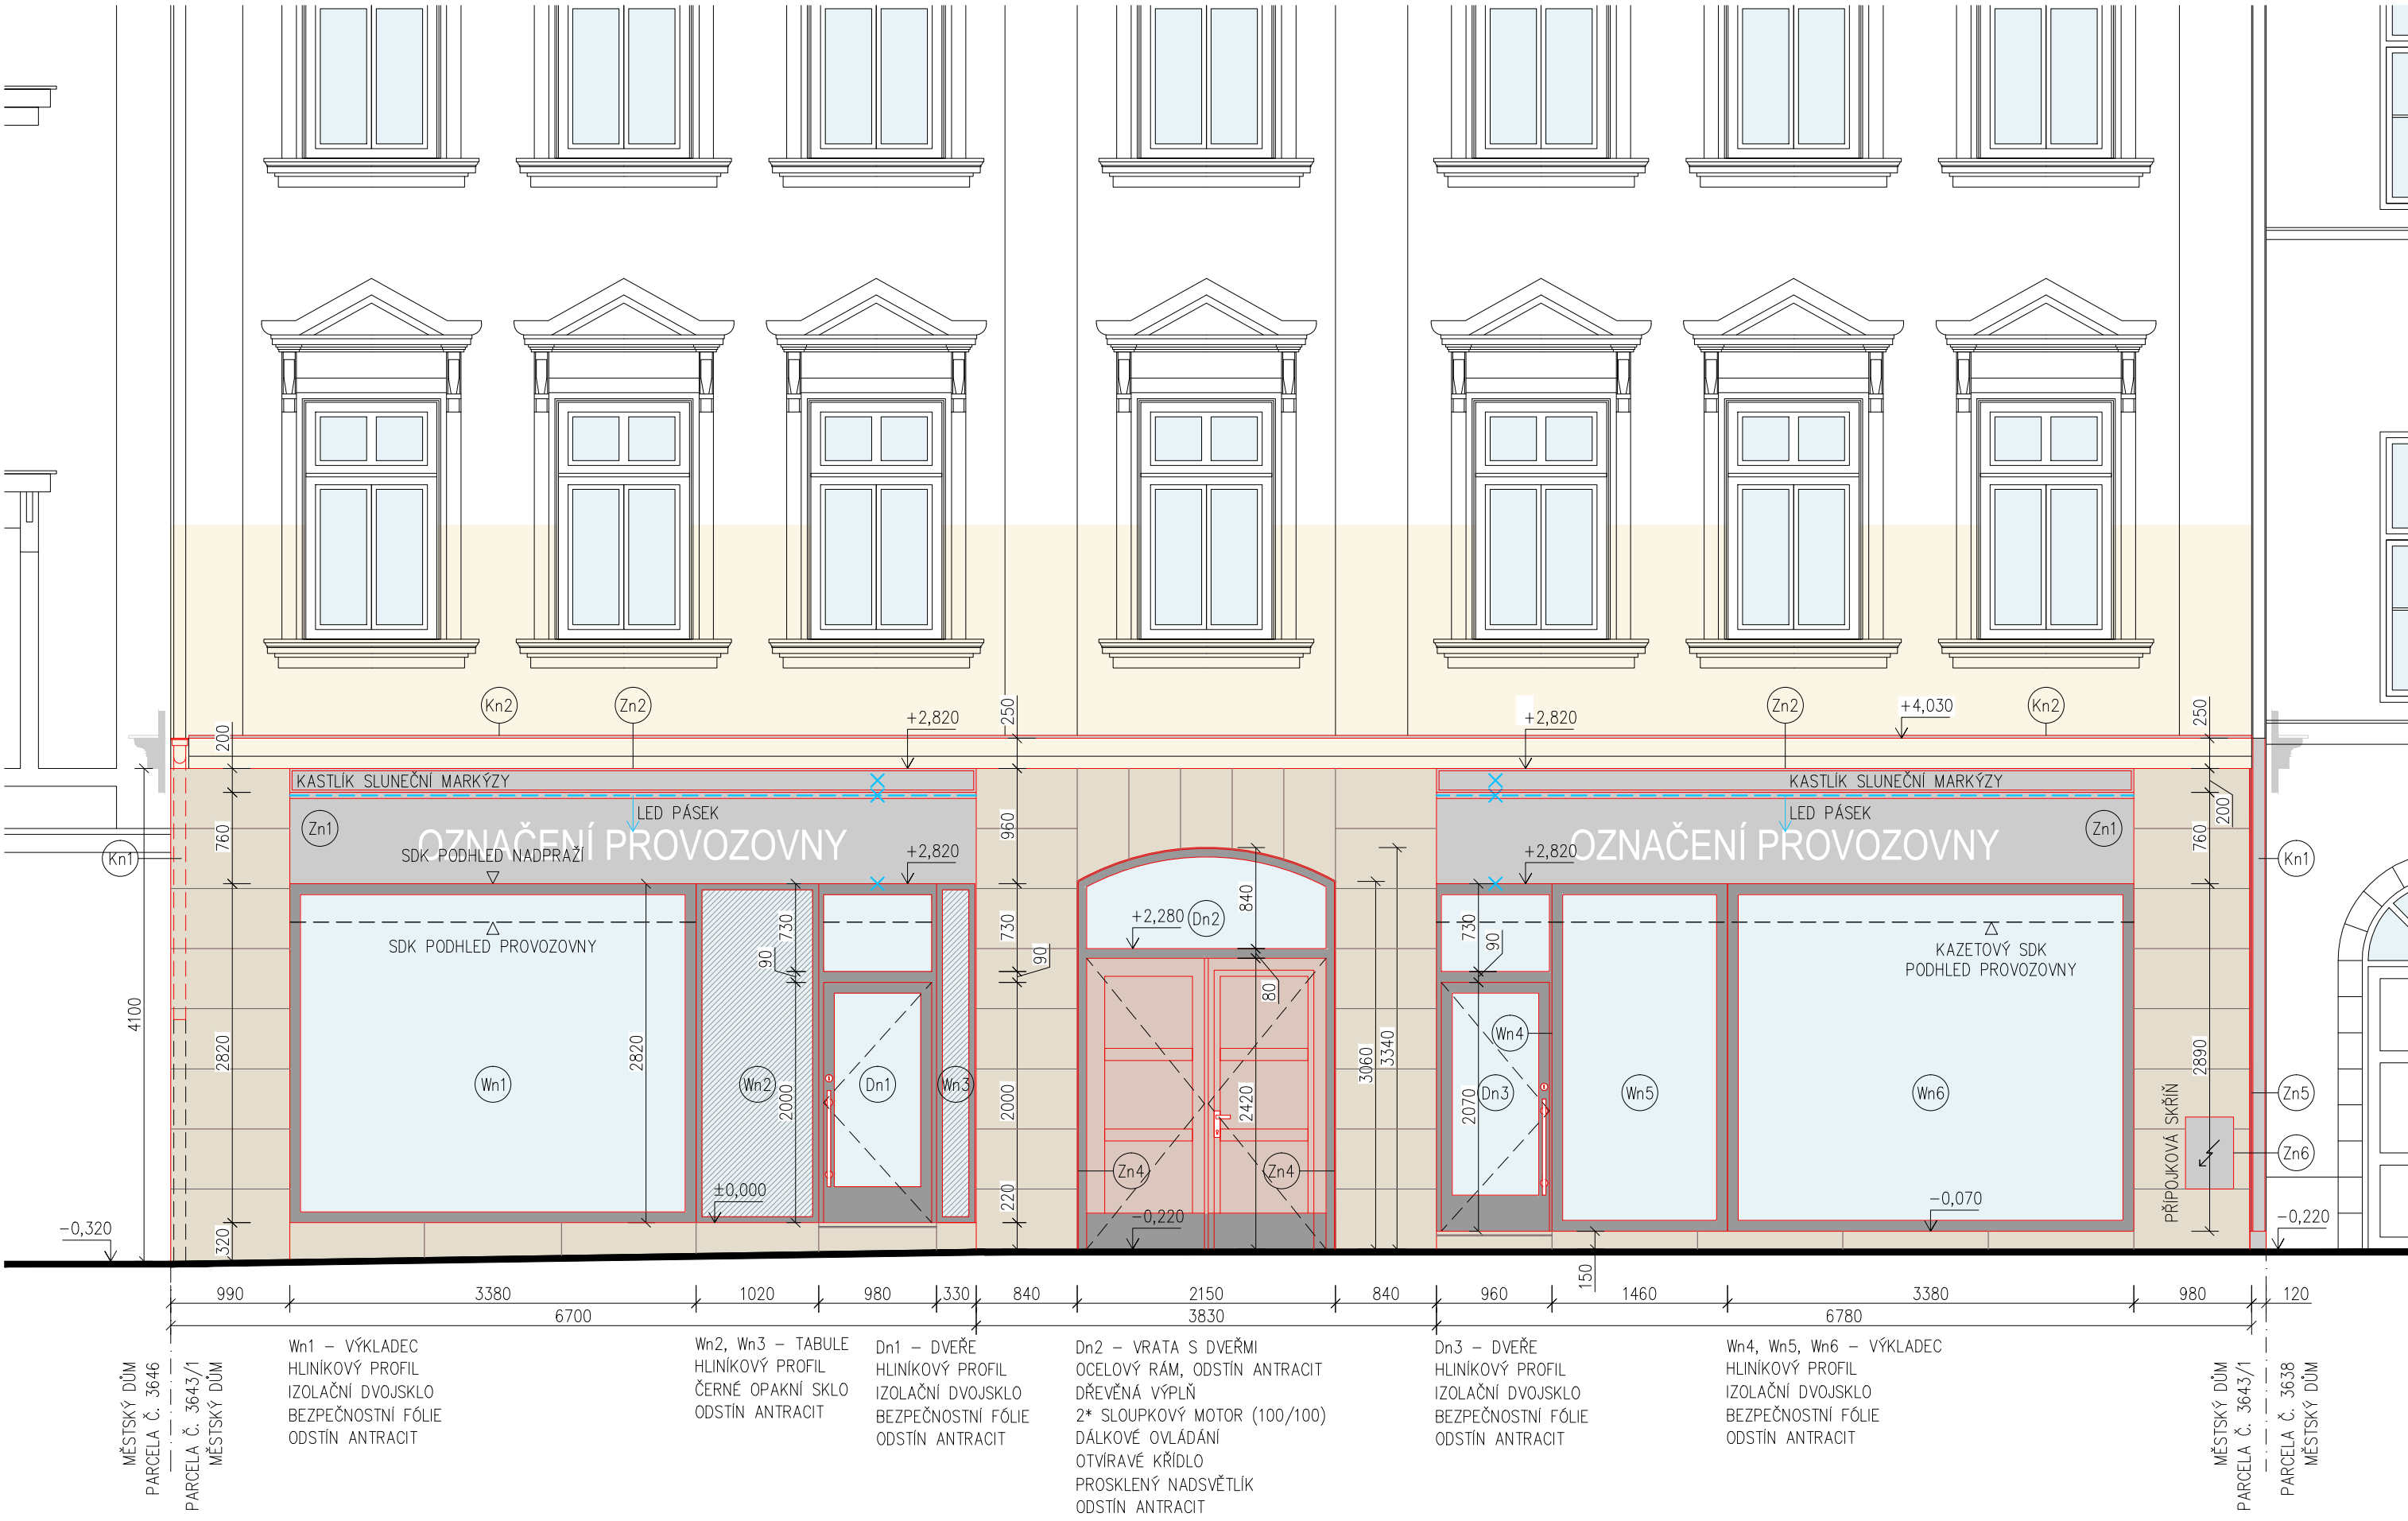 Kn2
Zn2
+2,820
250
+2,820
Zn2
+4,030
Kn2
250
200
KASTLÍK SLUNEČNÍ MARKÝZY
KASTLÍK SLUNEČNÍ MARKÝZY
200
Zn1
LED PÁSEK
LED PÁSEK
Zn1
760
OZNAČENÍ PROVOZOVNY
960
OZNAČENÍ PROVOZOVNY
760
SDK PODHLED NADPRAŽÍ
+2,820
+2,820
Kn1
Kn1
SDK PODHLED PROVOZOVNY
730
90
730
90
+2,280
Dn2
840
80
730
90
KAZETOVÝ SDK
PODHLED PROVOZOVNY
4100
2820
2820
Wn1
Wn2
2000
Dn1
Wn3
2000
2420
3060
3340
Wn4
2070
Dn3
Wn5
Wn6
2890
PŘÍPOJKOVÁ SKŘÍŇ
Zn5
Zn6
Zn4
Zn4
±0,000
220
-0,220
-0,070
-0,320
320
150
-0,220
990
3380
1020
980
330
840
2150
840
960
1460
3380
980
120
6700
3830
6780
MĚSTSKÝ DŮM
PARCELA Č. 3646
PARCELA Č. 3643/1
MĚSTSKÝ DŮM
Wn1 – VÝKLADEC
HLINÍKOVÝ PROFIL
IZOLAČNÍ DVOJSKLO
BEZPEČNOSTNÍ FÓLIE
ODSTÍN ANTRACIT
Wn2, Wn3 – TABULE
HLINÍKOVÝ PROFIL
ČERNÉ OPAKNÍ SKLO
ODSTÍN ANTRACIT
Dn1 – DVEŘE
HLINÍKOVÝ PROFIL
IZOLAČNÍ DVOJSKLO
BEZPEČNOSTNÍ FÓLIE
ODSTÍN ANTRACIT
Dn2 – VRATA S DVEŘMI
OCELOVÝ RÁM, ODSTÍN ANTRACIT
DŘEVĚNÁ VÝPLŇ
2* SLOUPKOVÝ MOTOR (100/100)
DÁLKOVÉ OVLÁDÁNÍ
OTVÍRAVÉ KŘÍDLO
PROSKLENÝ NADSVĚTLÍK
ODSTÍN ANTRACIT
Dn3 – DVEŘE
HLINÍKOVÝ PROFIL
IZOLAČNÍ DVOJSKLO
BEZPEČNOSTNÍ FÓLIE
ODSTÍN ANTRACIT
Wn4, Wn5, Wn6 – VÝKLADEC
HLINÍKOVÝ PROFIL
IZOLAČNÍ DVOJSKLO
BEZPEČNOSTNÍ FÓLIE
ODSTÍN ANTRACIT
MĚSTSKÝ DŮM
PARCELA Č. 3643/1
PARCELA Č. 3638
MĚSTSKÝ DŮM